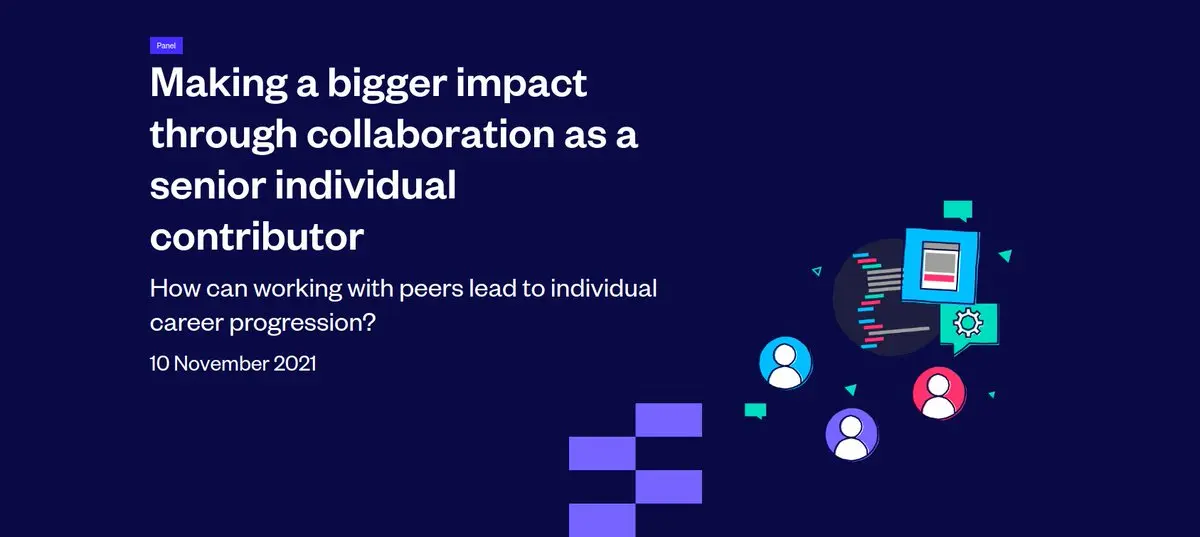 Panel
Making a bigger impact
through collaboration as a
senior individual
contributor
How can working with peers lead to individual
career progression?
10 November 2021